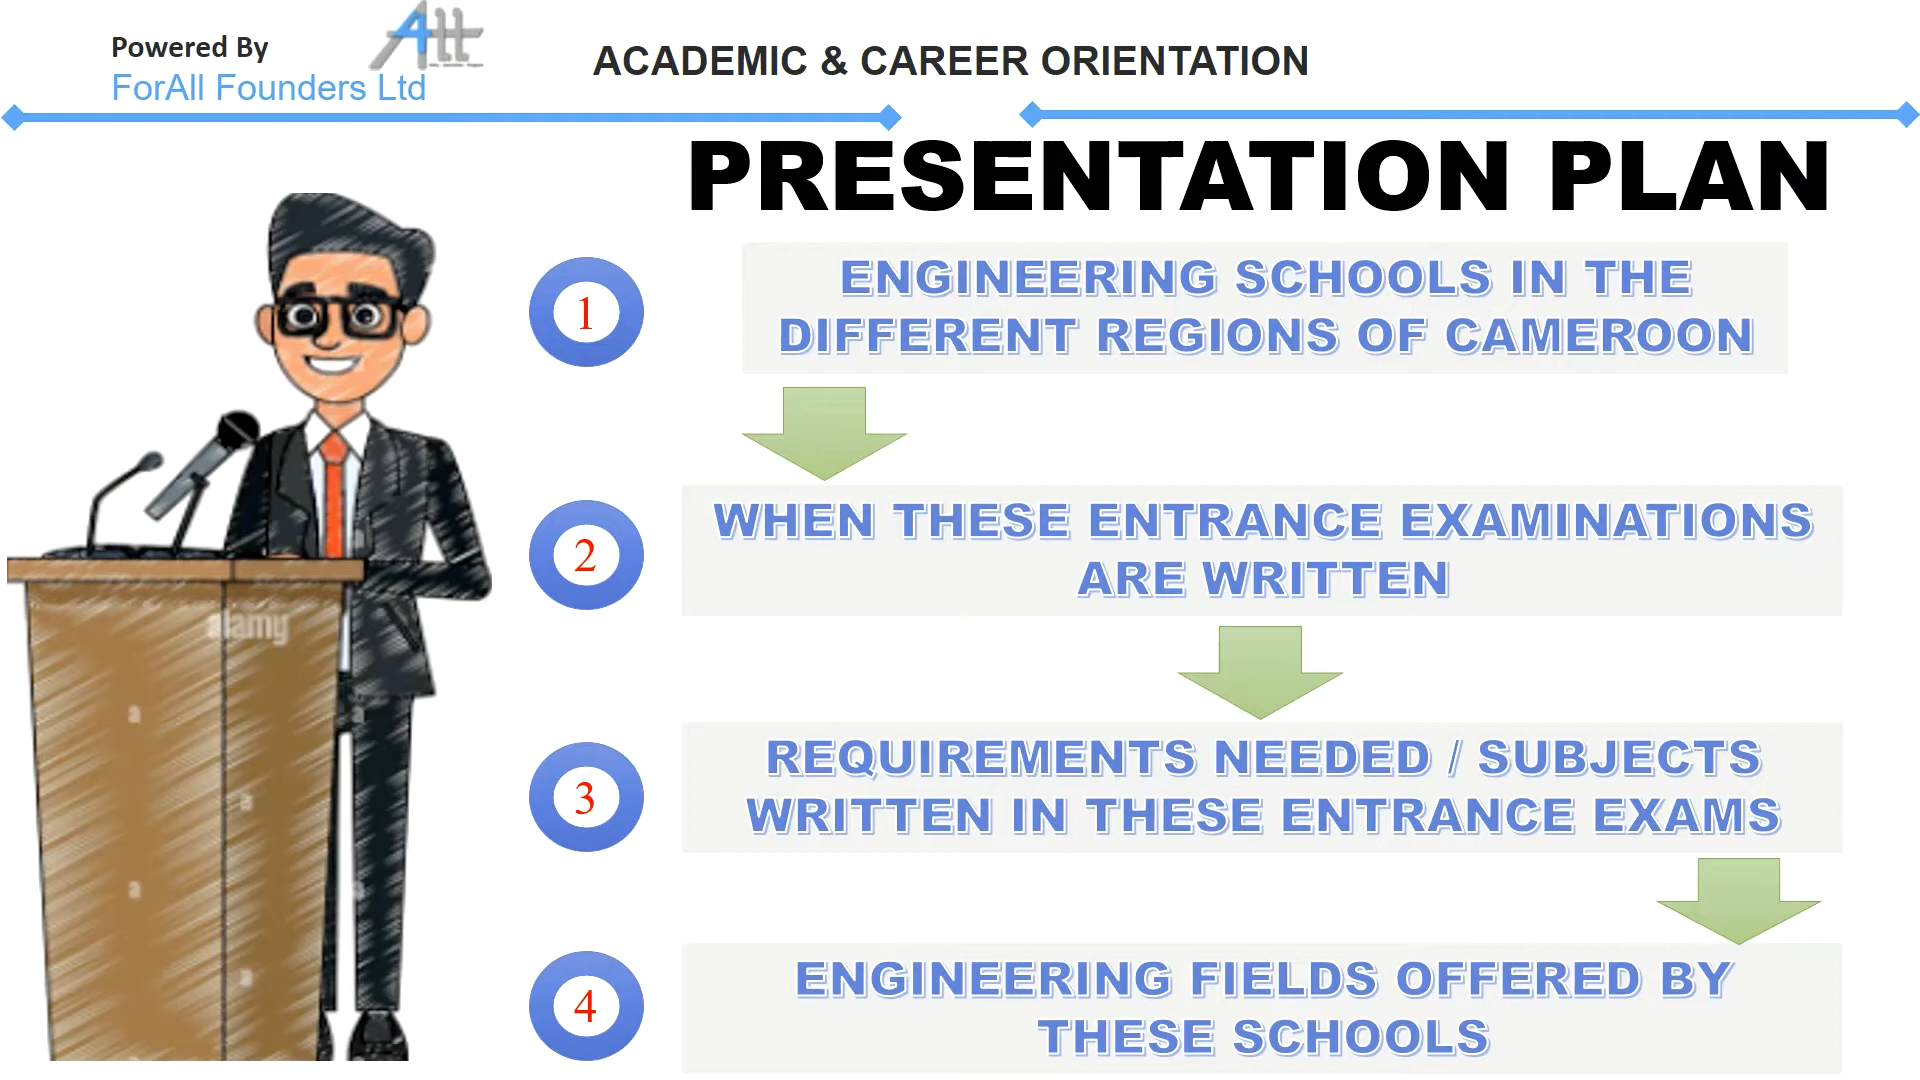 Powered By
Att
ForAll Founders Ltd
ACADEMIC & CAREER ORIENTATION
PRESENTATION PLAN
1
ENGINEERING SCHOOLS IN THE
DIFFERENT REGIONS OF CAMEROON
2
WHEN THESE ENTRANCE EXAMINATIONS
ARE WRITTEN
3
REQUIREMENTS NEEDED / SUBJECTS
WRITTEN IN THESE ENTRANCE EXAMS
4
ENGINEERING FIELDS OFFERED BY
THESE SCHOOLS
alamy
a
a
a
a
a
a